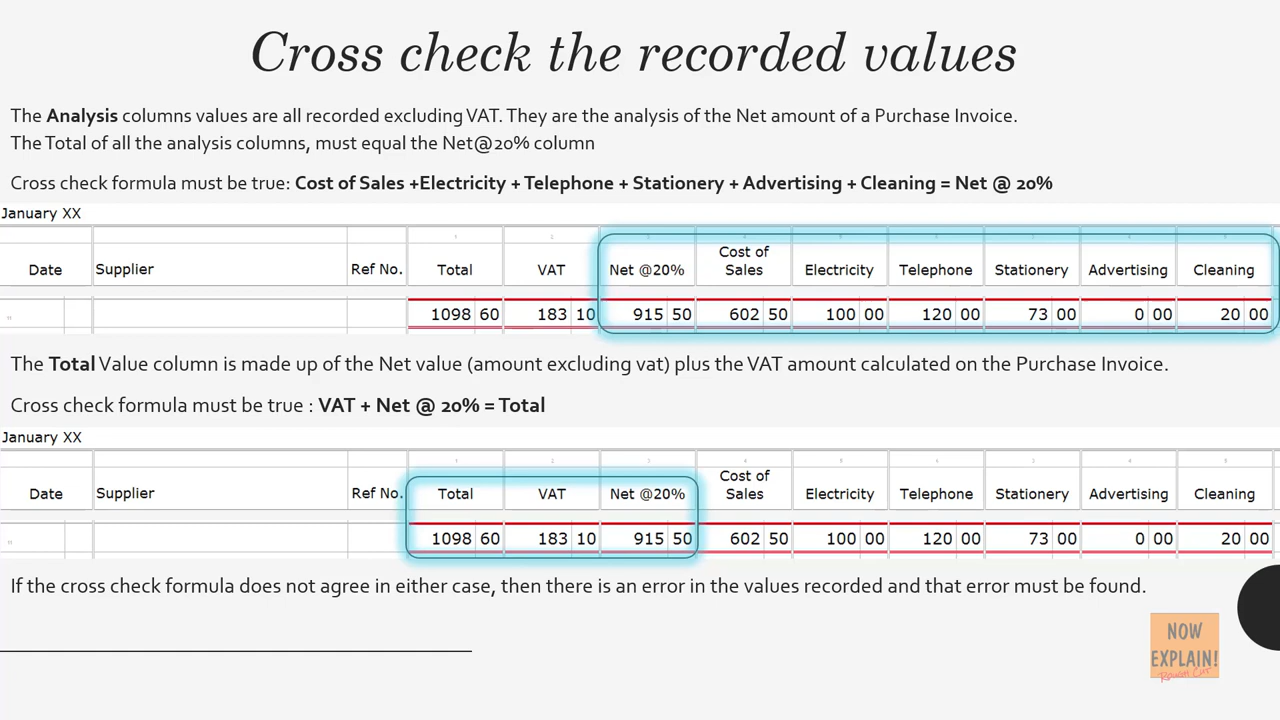 Cross check the recorded values
The Analysis columns values are all recorded excluding VAT. They are the analysis of the Net amount of a Purchase Invoice.
The Total of all the analysis columns, must equal the Net@20% column
Cross check formula must be true: Cost of Sales +Electricity + Telephone + Stationery + Advertising + Cleaning = Net @ 20%
January XX
Date Supplier Ref No. Total VAT Net @20% Cost of Sales Electricity Telephone Stationery Advertising Cleaning
1098 60 183 10 915 50 602 50 100 00 120 00 73 00 0 00 20 00
The Total Value column is made up of the Net value (amount excluding vat) plus the VAT amount calculated on the Purchase Invoice.
Cross check formula must be true : VAT + Net @ 20% = Total
January XX
Date Supplier Ref No. Total VAT Net @20% Cost of Sales Electricity Telephone Stationery Advertising Cleaning
1098 60 183 10 915 50 602 50 100 00 120 00 73 00 0 00 20 00
If the cross check formula does not agree in either case, then there is an error in the values recorded and that error must be found.
NOW
EXPLAIN!